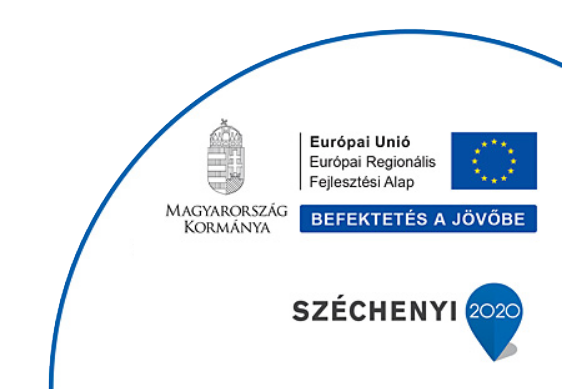 MAGYARORSZÁG
KORMÁNYA
Európai Unió
Európai Regionális
Fejlesztési Alap
BEFEKTETÉS A JÖVŐBE
SZÉCHENYI 2020